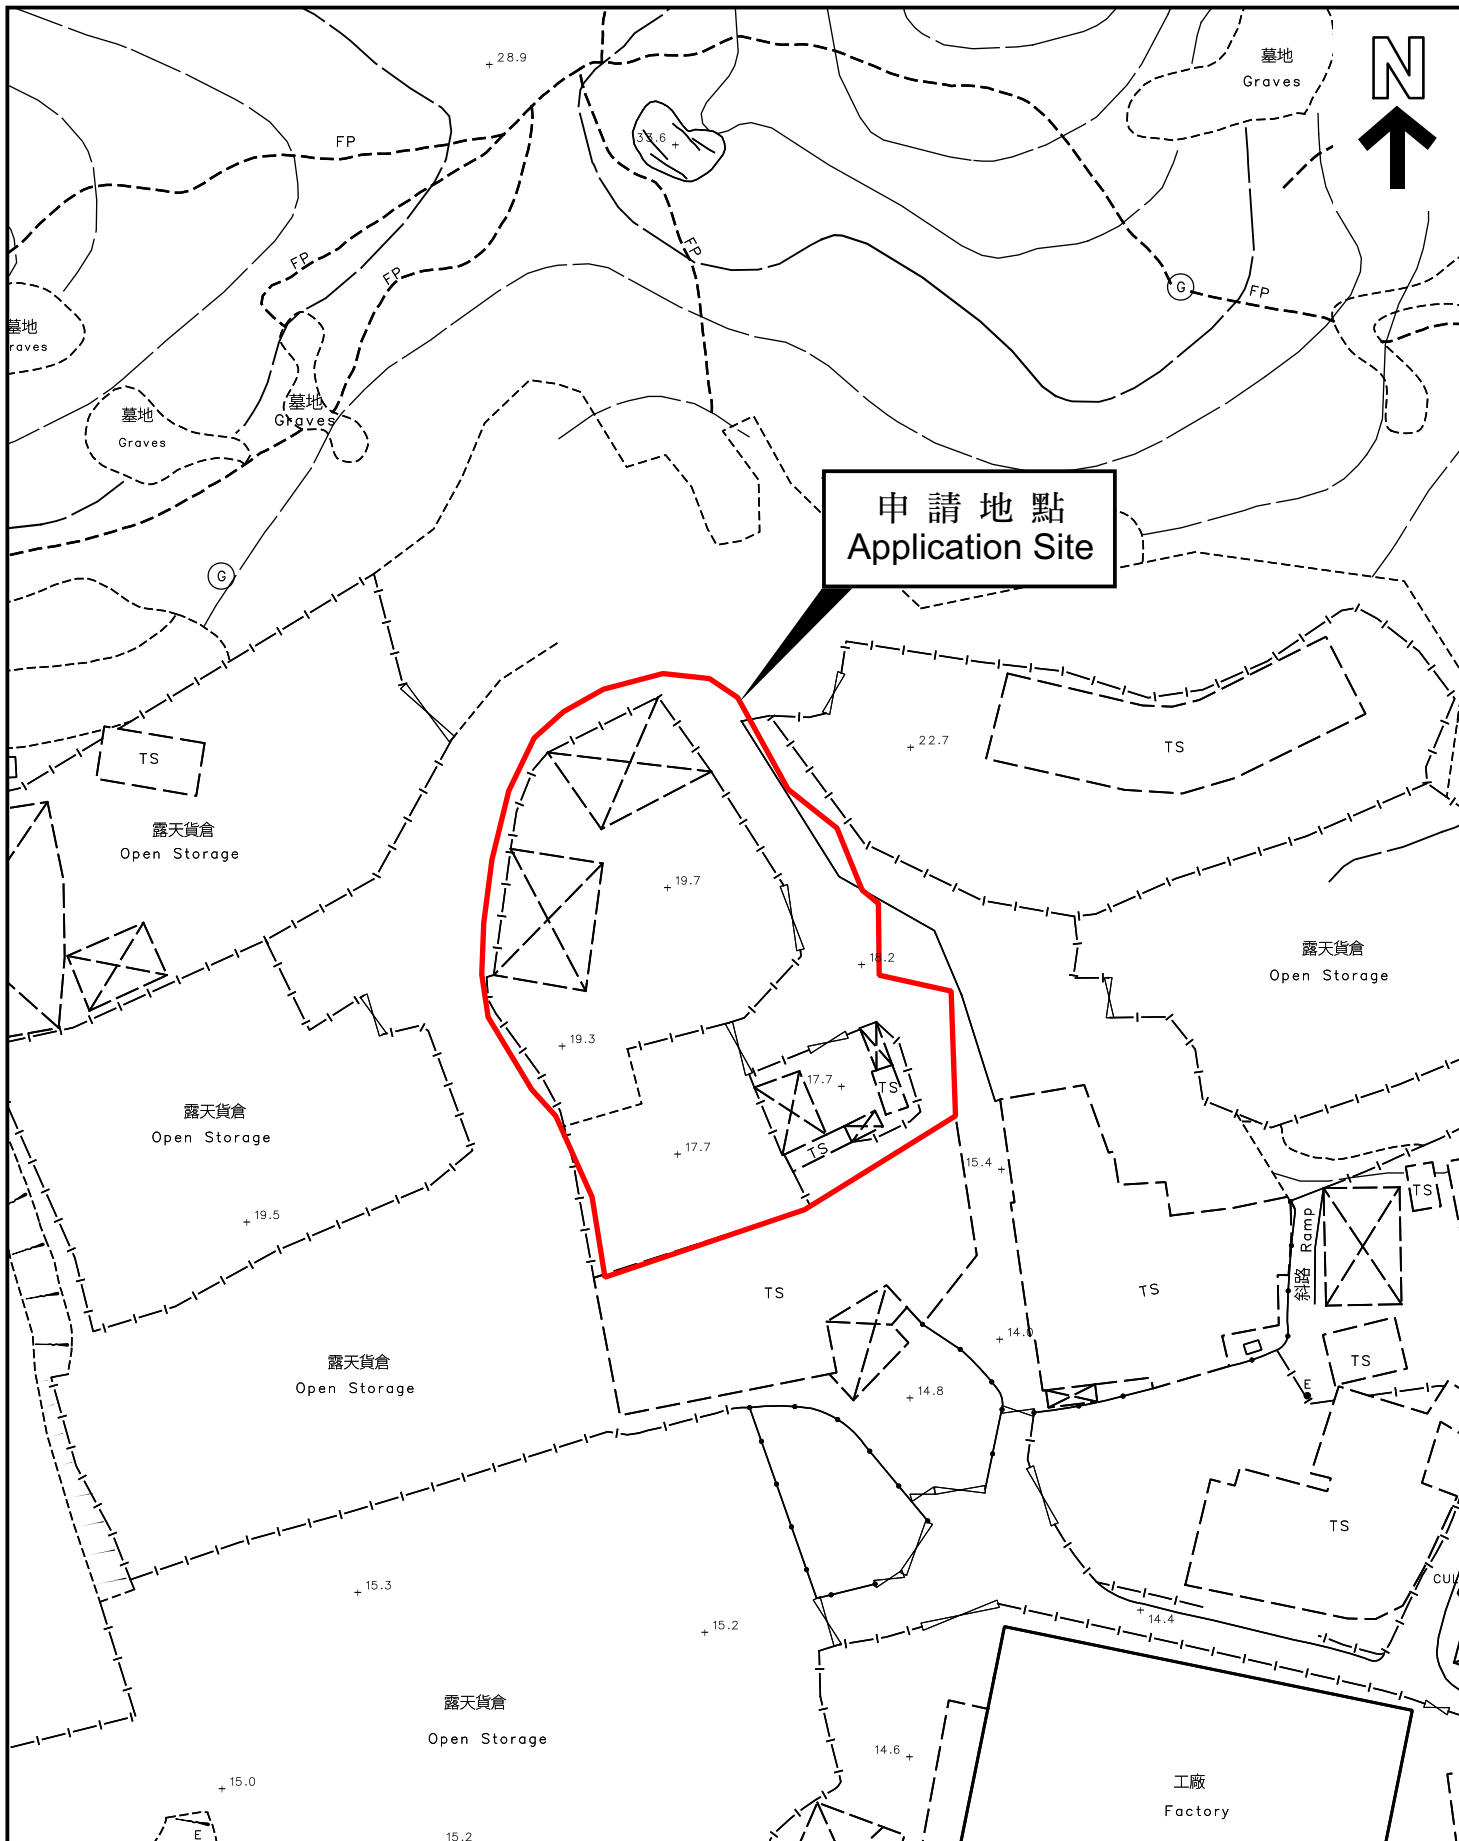 28.9
墓地
Graves
N
FP
33.6
FP
FP
FP
G
FP
墓地
raves
墓地
Graves
墓地
Graves
申請地點
Application Site
G
TS
22.7
TS
露天貨倉
Open Storage
19.7
18.2
露天貨倉
Open Storage
19.3
17.7
TS
露天貨倉
Open Storage
17.7
TS
15.4
TS
19.5
斜路 Ramp
TS
TS
14.0
露天貨倉
Open Storage
TS
E
14.8
TS
15.3
CUL
14.4
15.2
露天貨倉
Open Storage
14.6
15.0
工廠
Factory
E
15.2